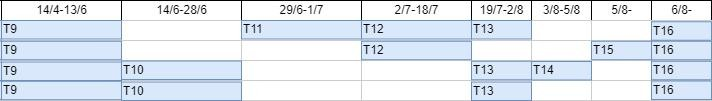 14/4-13/6 14/6-28/6 29/6-1/7 2/7-18/7 19/7-2/8 3/8-5/8 5/8- 6/8-
T9 T11 T12 T13 T16
T9 T12 T15 T16
T9 T10 T13 T14 T16
T9 T10 T13 T16